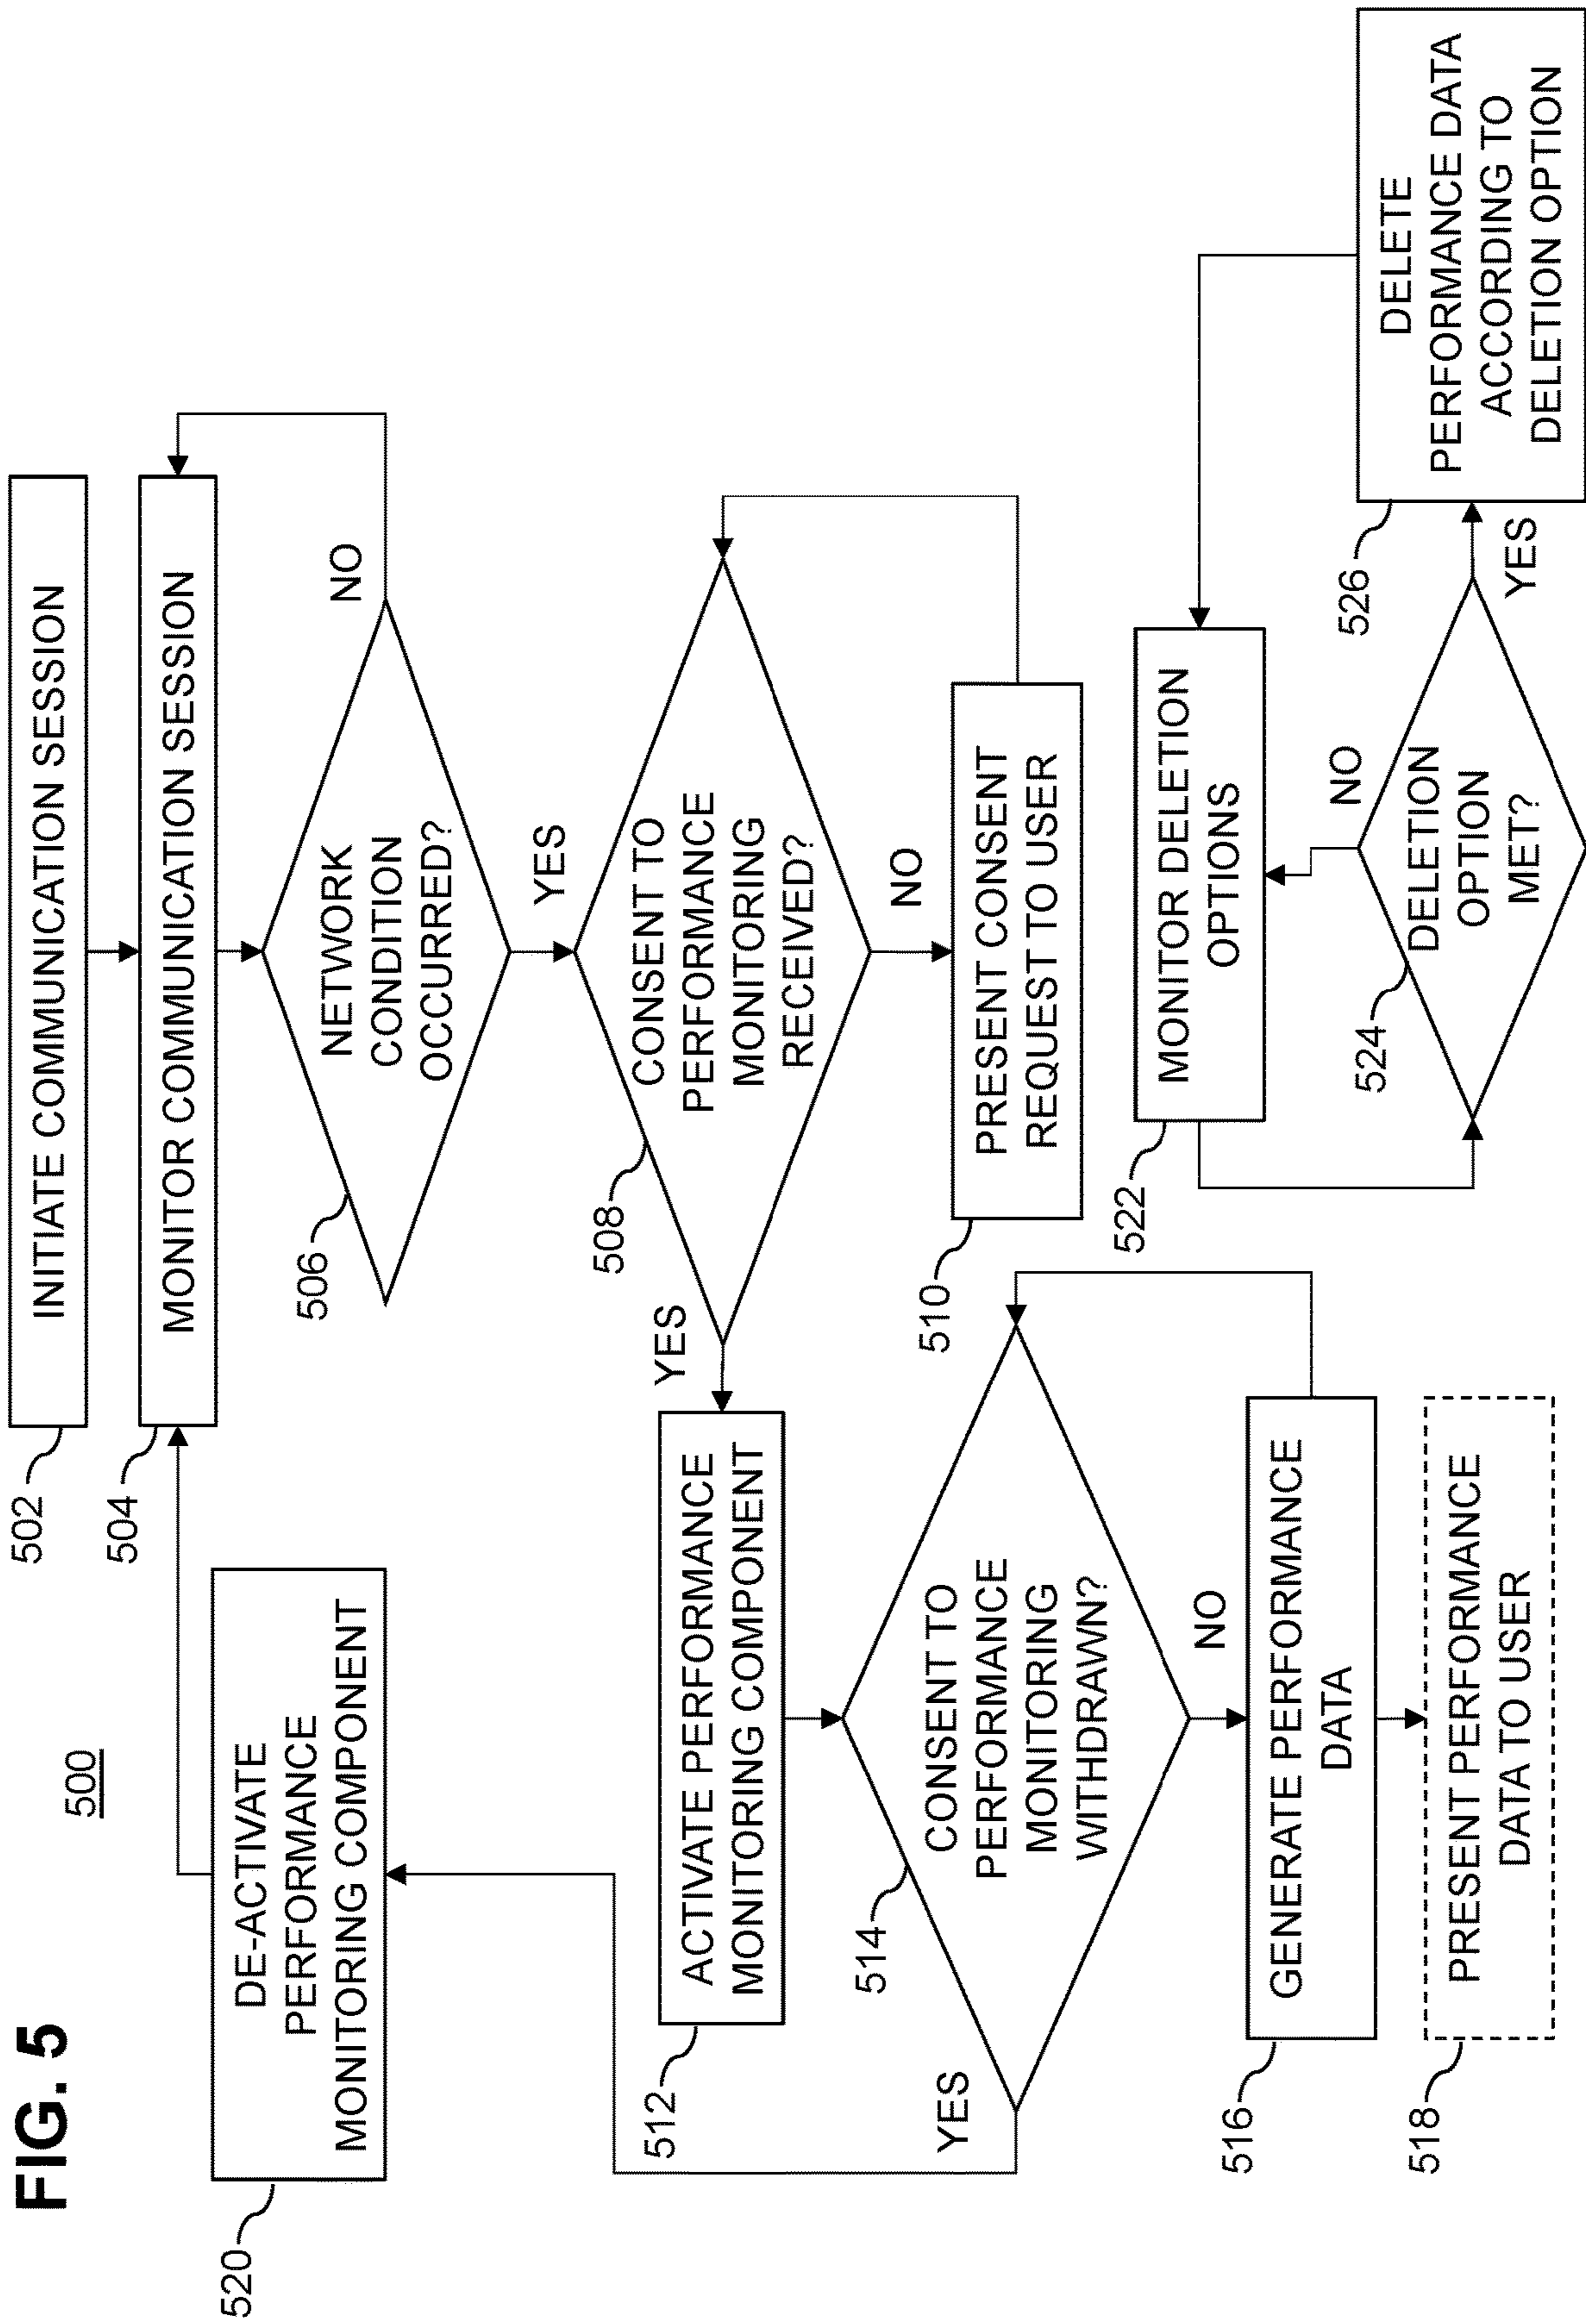 FIG. 5
500
INITIATE COMMUNICATION SESSION
502
MONITOR COMMUNICATION SESSION
504
NETWORK
CONDITION
OCCURRED?
506
NO
YES
CONSENT TO
PERFORMANCE
MONITORING
RECEIVED?
508
YES
NO
PRESENT CONSENT
REQUEST TO USER
510
ACTIVATE PERFORMANCE
MONITORING COMPONENT
512
CONSENT TO
PERFORMANCE
MONITORING
WITHDRAWN?
514
YES
NO
GENERATE PERFORMANCE
DATA
516
PRESENT PERFORMANCE
DATA TO USER
518
DE-ACTIVATE
PERFORMANCE
MONITORING COMPONENT
520
MONITOR DELETION
OPTIONS
522
DELETION
OPTION
MET?
524
NO
YES
DELETE
PERFORMANCE DATA
ACCORDING TO
DELETION OPTION
526